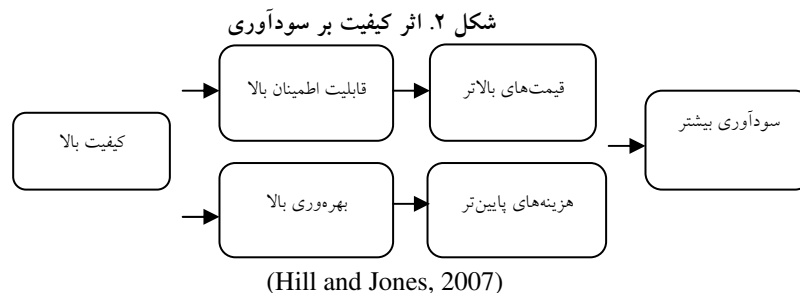 شکل ۲. اثر کیفیت بر سودآوری
کیفیت بالا
قابلیت اطمینان بالا
قیمت‌های بالاتر
بهره‌وری بالا
هزینه‌های پایین‌تر
سودآوری بیشتر
(Hill and Jones, 2007)